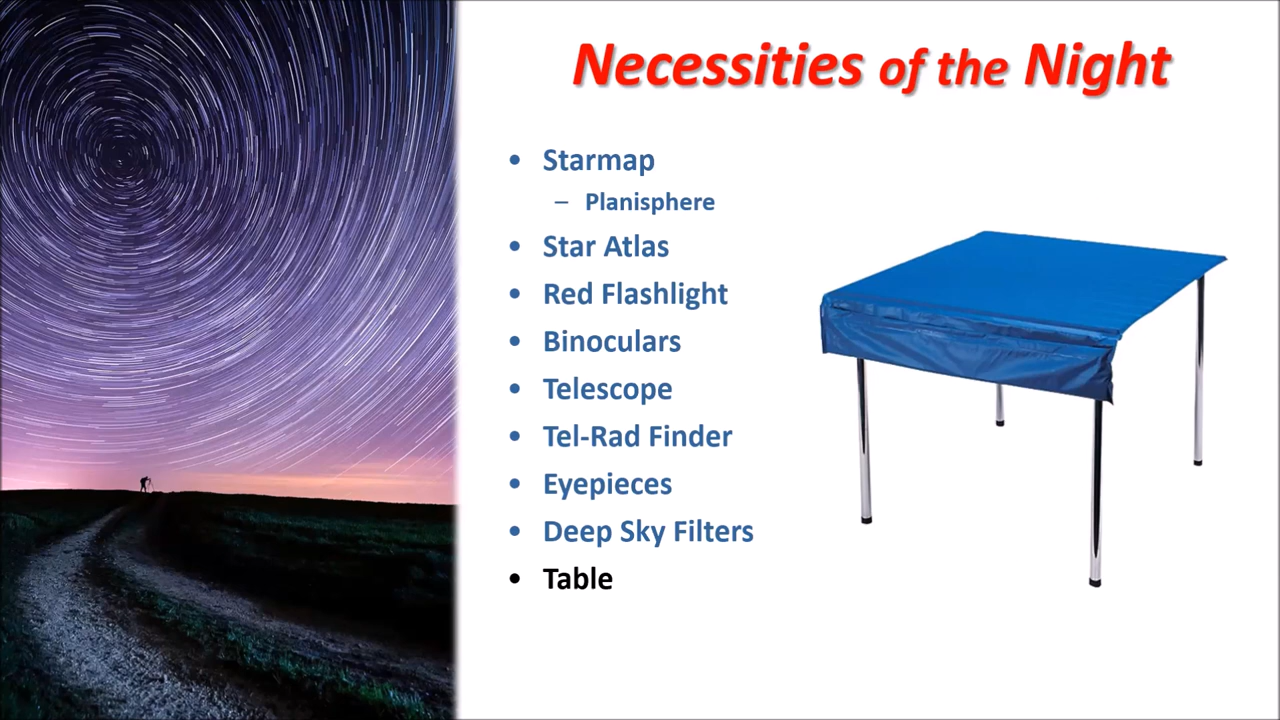 Necessities of the Night
• Starmap
– Planisphere
• Star Atlas
• Red Flashlight
• Binoculars
• Telescope
• Tel-Rad Finder
• Eyepieces
• Deep Sky Filters
• Table